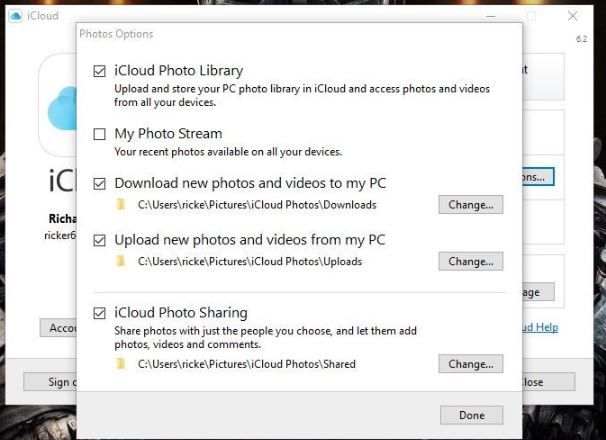 iCloud
6.2
Photos Options
iCloud Photo Library
Upload and store your PC photo library in iCloud and access photos and videos
from all your devices.
My Photo Stream
Your recent photos available on all your devices.
Download new photos and videos to my PC
C:\Users\ricke\Pictures\iCloud Photos\Downloads
Change...
Upload new photos and videos from my PC
C:\Users\ricke\Pictures\iCloud Photos\Uploads
Change...
iCloud Photo Sharing
Share photos with just the people you choose, and let them add
photos, videos and comments.
C:\Users\ricke\Pictures\iCloud Photos\Shared
Change...
Done
iCl
Richa
ricker6
Accou
Sign o
nt
ons...
age
ud Help
lose